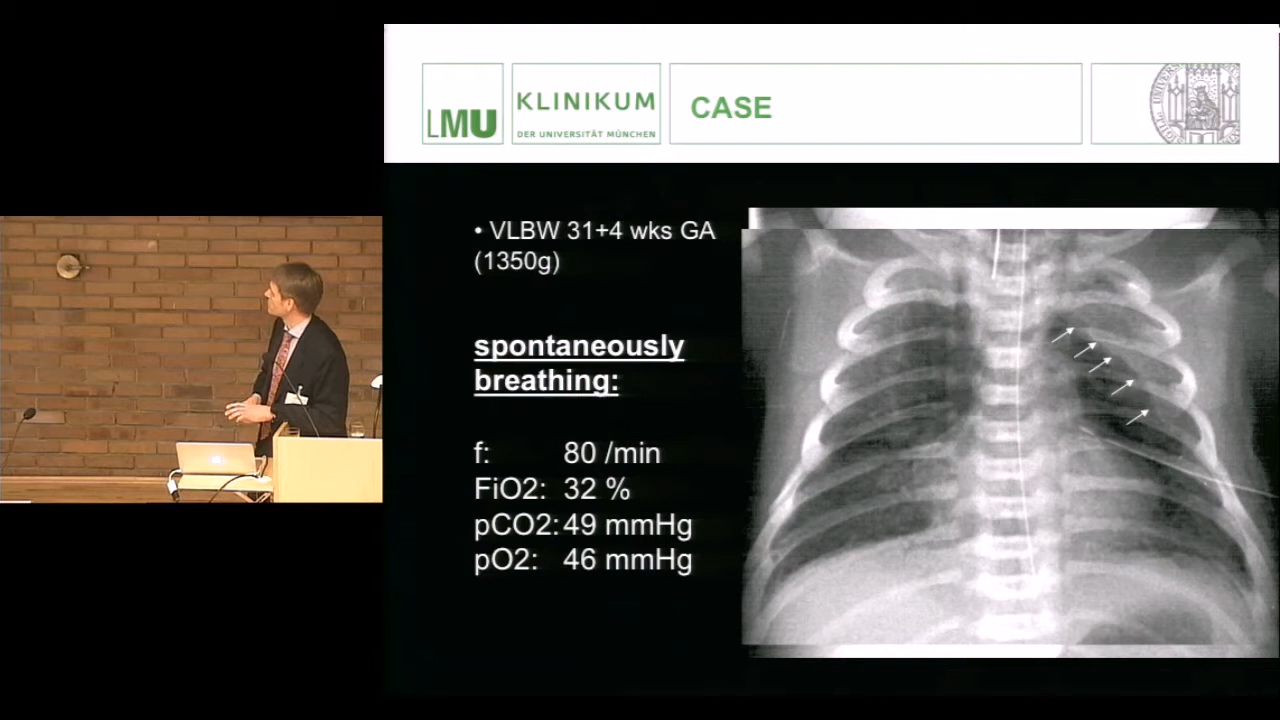 LMU
KLINIKUM
DER UNIVERSITÄT MÜNCHEN
CASE
• VLBW 31+4 wks GA
(1350g)
spontaneously
breathing:
f: 80 /min
FiO2: 32 %
pCO2: 49 mmHg
pO2: 46 mmHg